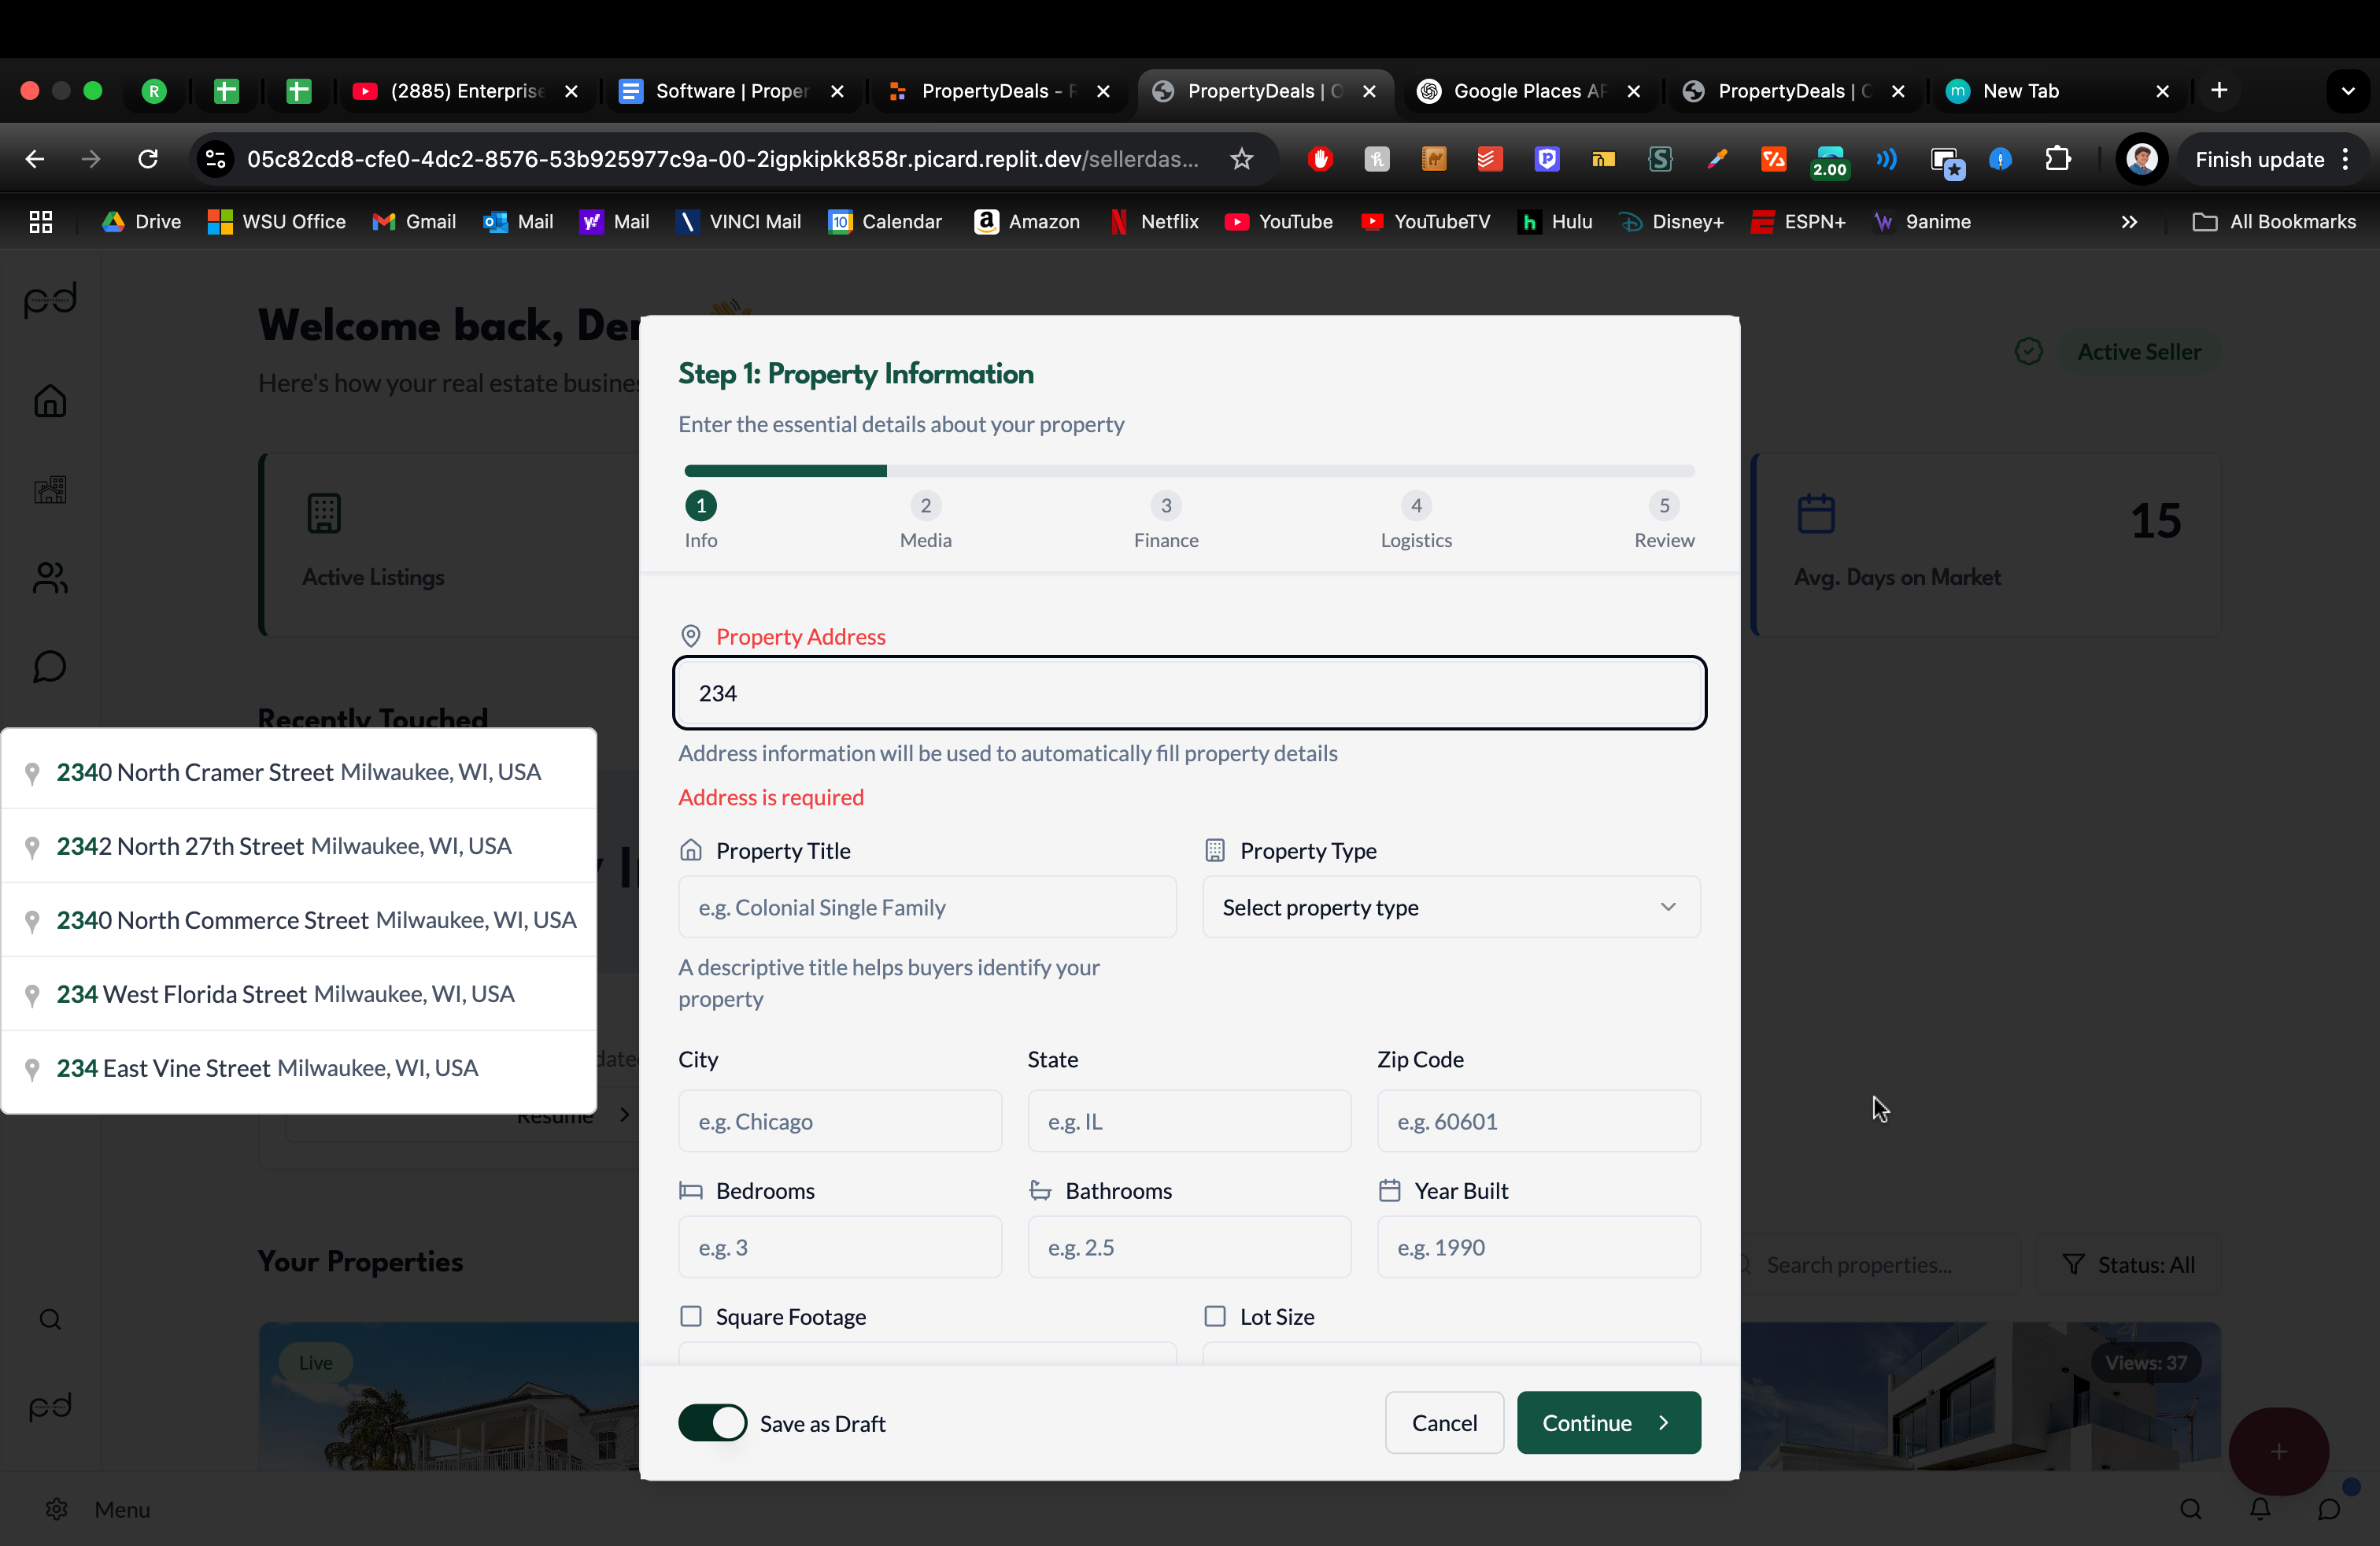 (2885) Enterprise
Software | Proper
PropertyDeals - R
PropertyDeals | C
Google Places AP
PropertyDeals | C
New Tab
05c82cd8-cfe0-4dc2-8576-53b925977c9a-00-2igpkipkk858r.picard.replit.dev/sellerdas...
2.00
Finish update
Drive
WSU Office
Gmail
Mail
Mail
VINCI Mail
10
Calendar
Amazon
Netflix
YouTube
YouTubeTV
Hulu
Disney+
ESPN+
9anime
All Bookmarks
pd
Welcome back, De
Here's how your real estate busine
Active Seller
Active Listings
15
Avg. Days on Market
Recently Touched
Step 1: Property Information
Enter the essential details about your property
1 2 3 4 5
Info Media Finance Logistics Review
Property Address
234
Address information will be used to automatically fill property details
Address is required
2340 North Cramer Street Milwaukee, WI, USA
2342 North 27th Street Milwaukee, WI, USA
2340 North Commerce Street Milwaukee, WI, USA
234 West Florida Street Milwaukee, WI, USA
234 East Vine Street Milwaukee, WI, USA
Resume
Property Title
Property Type
e.g. Colonial Single Family
Select property type
A descriptive title helps buyers identify your
property
City State Zip Code
e.g. Chicago e.g. IL e.g. 60601
Bedrooms Bathrooms Year Built
e.g. 3 e.g. 2.5 e.g. 1990
Square Footage Lot Size
Your Properties
Search properties...
Status: All
Live
Views: 37
pd
Save as Draft
Cancel
Continue
Menu